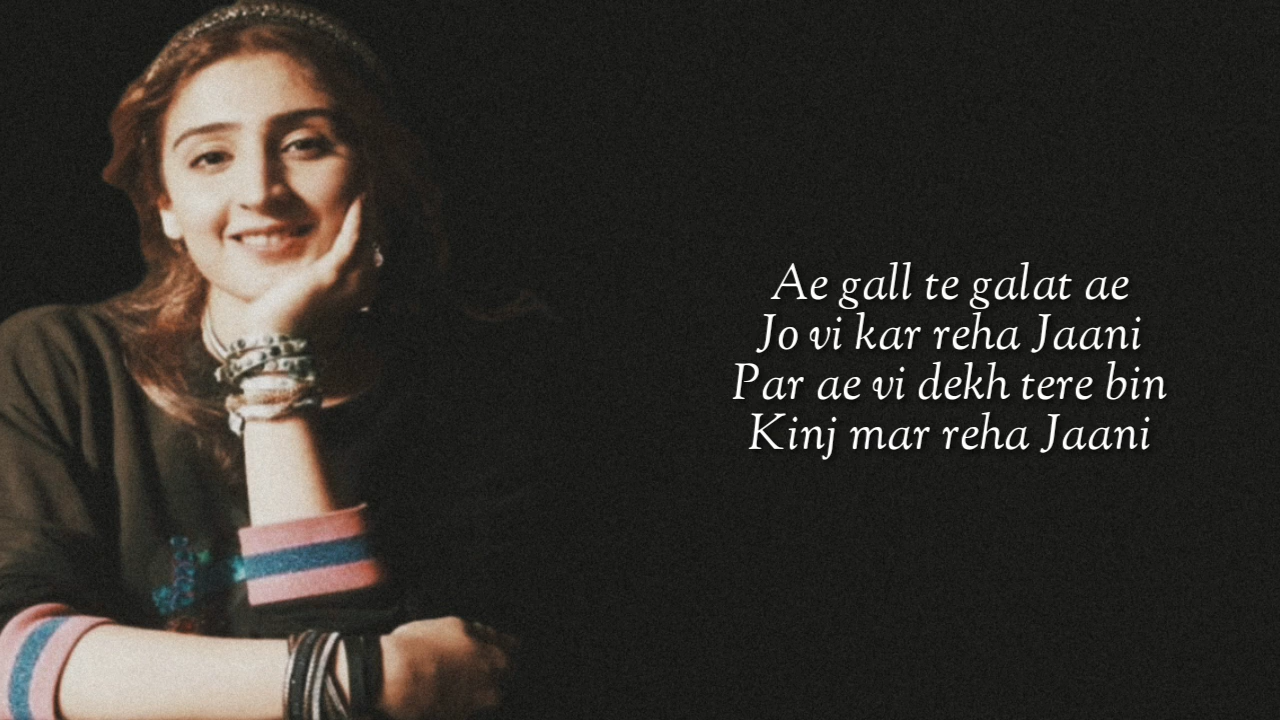 Ae gall te galat ae
Jo vi kar reha Jaani
Par ae vi dekh tere bin
Kinj mar reha Jaani